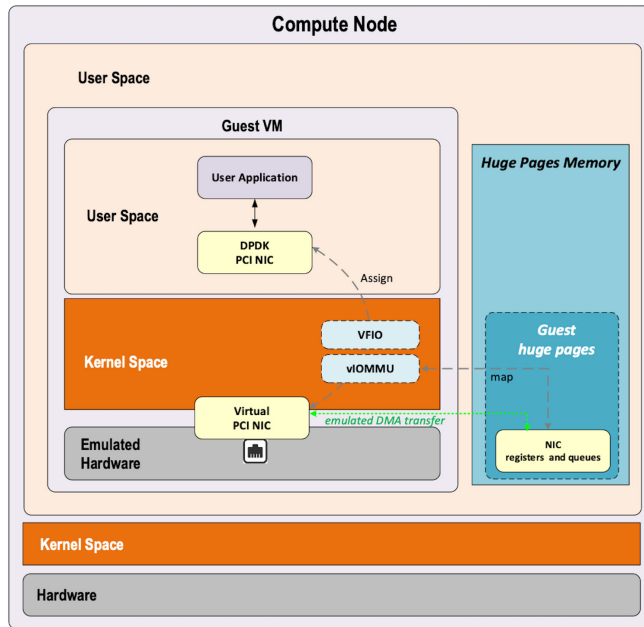 Compute Node
User Space
Guest VM
User Application
User Space
DPDK
PCI NIC
Assign
Kernel Space
VFIO
vIOMMU
Virtual
PCI NIC
Emulated
Hardware
emulated DMA transfer
map
Huge Pages Memory
Guest
huge pages
NIC
registers and queues
Kernel Space
Hardware